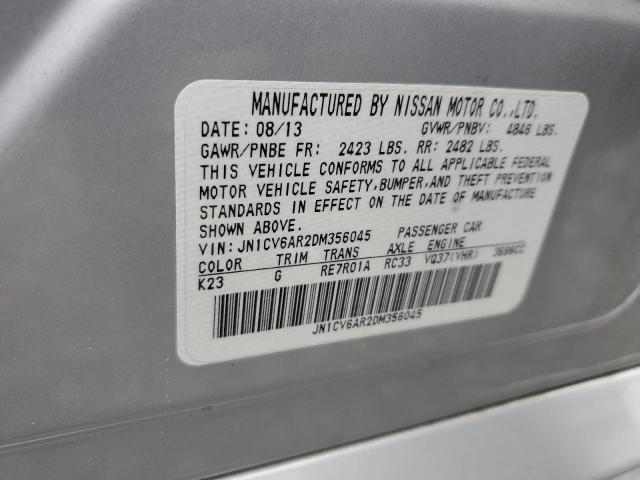 MANUFACTURED BY NISSAN MOTOR CO.,LTD.
DATE: 08/13 GVWR/PNBV: 4846 LBS.
GAWR/PNBE FR: 2423 LBS. RR: 2482 LBS.
THIS VEHICLE CONFORMS TO ALL APPLICABLE FEDERAL
MOTOR VEHICLE SAFETY,BUMPER,AND THEFT PREVENTION
STANDARDS IN EFFECT ON THE DATE OF MANUFACTURE
SHOWN ABOVE.
VIN: JN1CV6AR2DM356045 PASSENGER CAR
COLOR TRIM TRANS AXLE ENGINE
K23 G RE7R01A RC33 VQ37(VHR) 3696CC
JN1CV6AR2DM356045